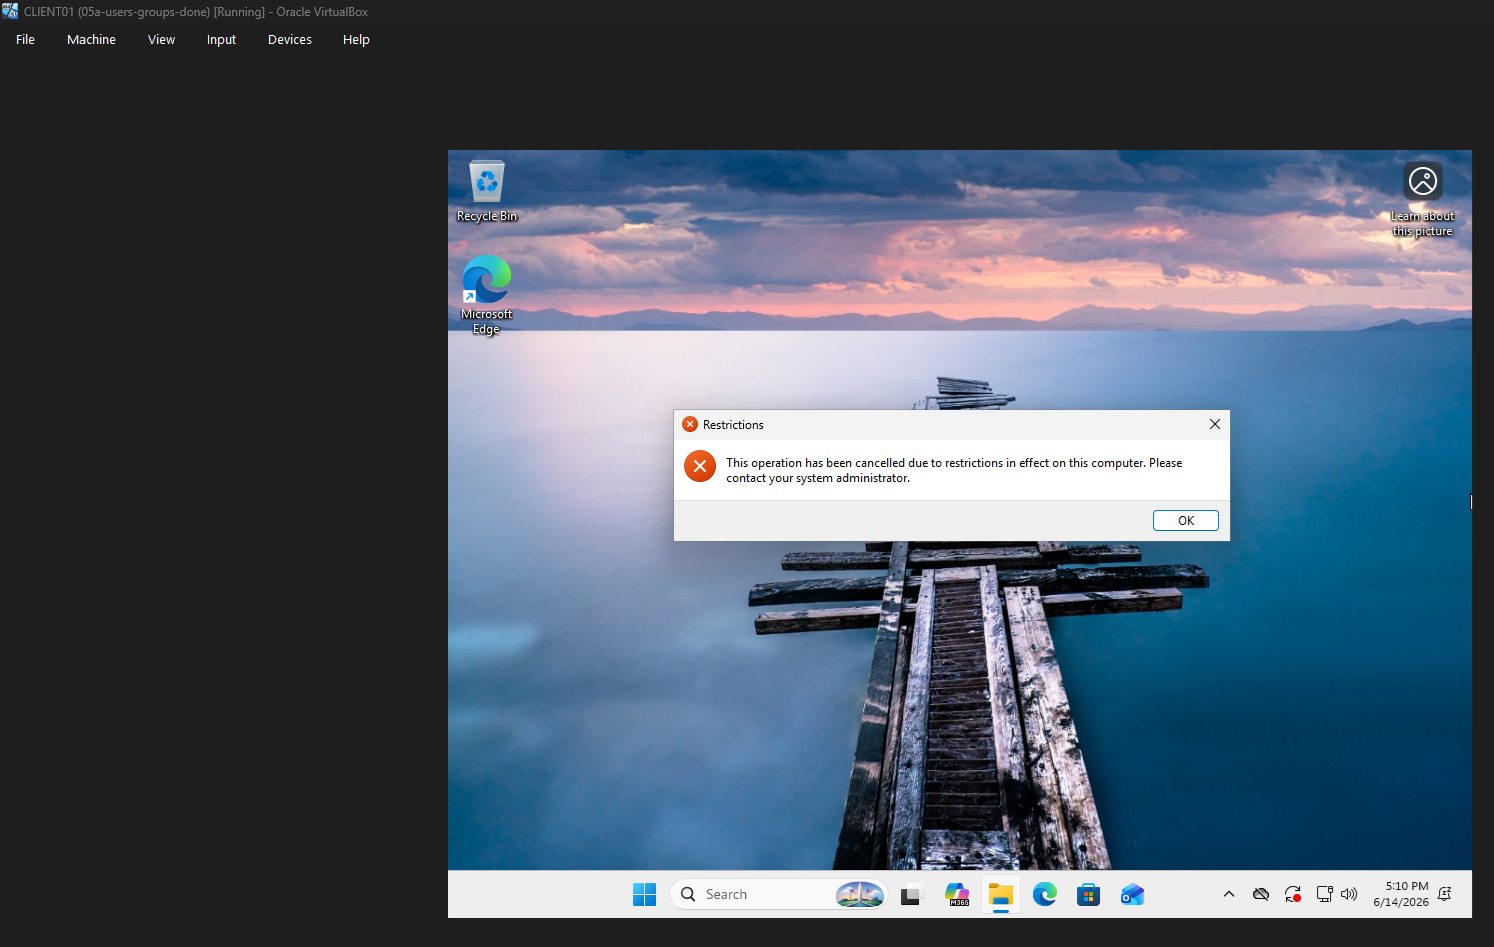 CLIENT01 (05a-users-groups-done) [Running] - Oracle VirtualBox
File Machine View Input Devices Help
Recycle Bin
Learn about
this picture
Microsoft
Edge
Restrictions
This operation has been cancelled due to restrictions in effect on this computer. Please
contact your system administrator.
OK
Search
M365
5:10 PM
6/14/2026